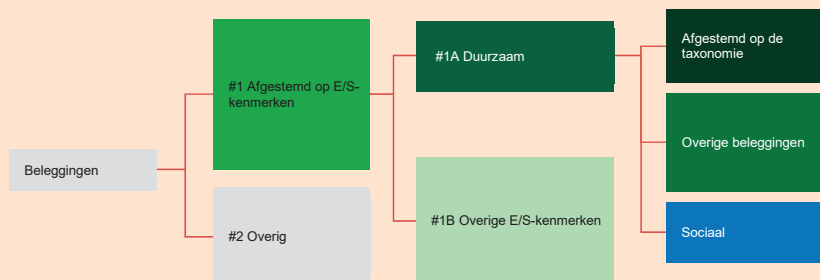 Beleggingen
#1 Afgestemd op E/S-
kenmerken
#2 Overig
#1A Duurzaam
#1B Overige E/S-kenmerken
Afgestemd op de
taxonomie
Overige beleggingen
Sociaal